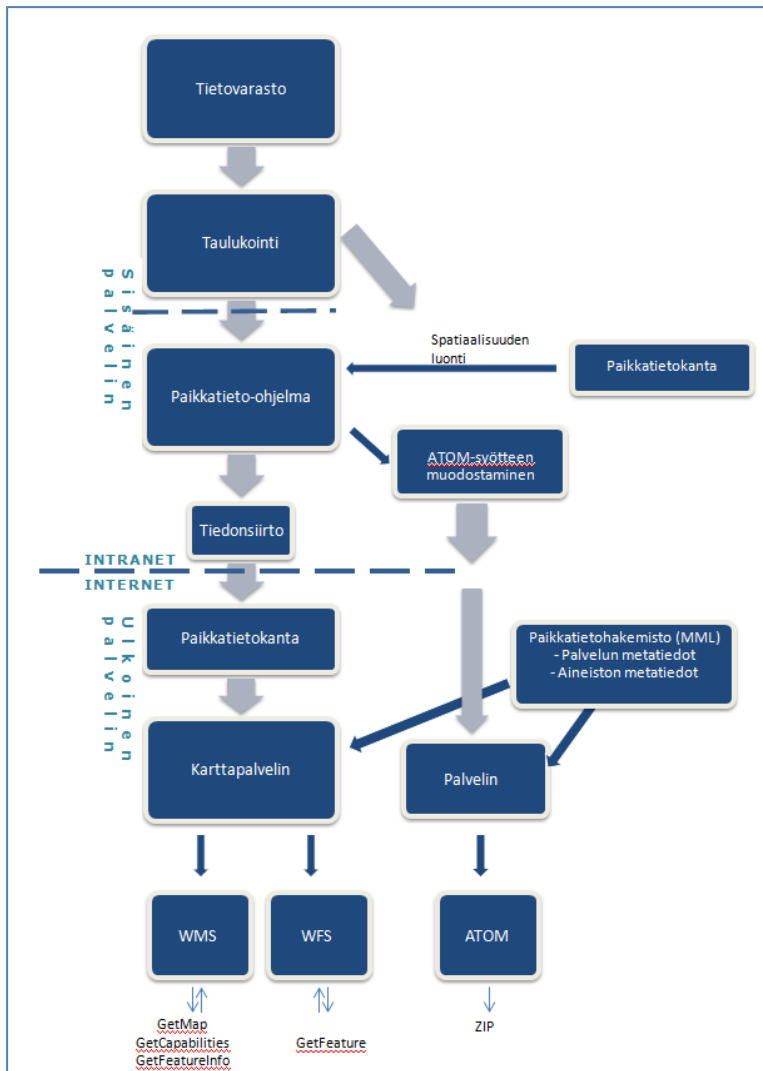 Tietovarasto
Taulukointi
Sisäinen
palvelin
Spatiaalisuuden
luonti
Paikkatietokanta
Paikkatieto-ohjelma
ATOM-syötteen
muodostaminen
Tiedonsiirto
INTRANET
INTERNET
Ulkoinen
palvelin
Paikkatietokanta
Paikkatietohakemisto (MML)
- Palvelun metatiedot
- Aineiston metatiedot
Karttapalvelin
Palvelin
WMS
WFS
ATOM
GetMap
GetCapabilities
GetFeatureInfo
GetFeature
ZIP